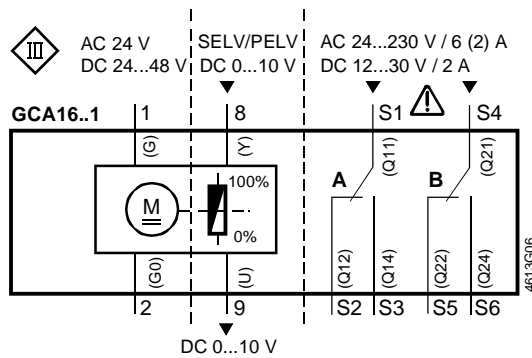 III
AC 24 V
DC 24...48 V
SELV/PELV
DC 0...10 V
AC 24...230 V / 6 (2) A
DC 12...30 V / 2 A
GCA16..1
1
8
S1
S4
(G)
(Y)
(Q11)
(Q21)
100%
A
B
M
0%
(G0)
(U)
(Q12)
(Q14)
(Q22)
(Q24)
2
9
S2
S3
S5
S6
DC 0...10 V
4613G06